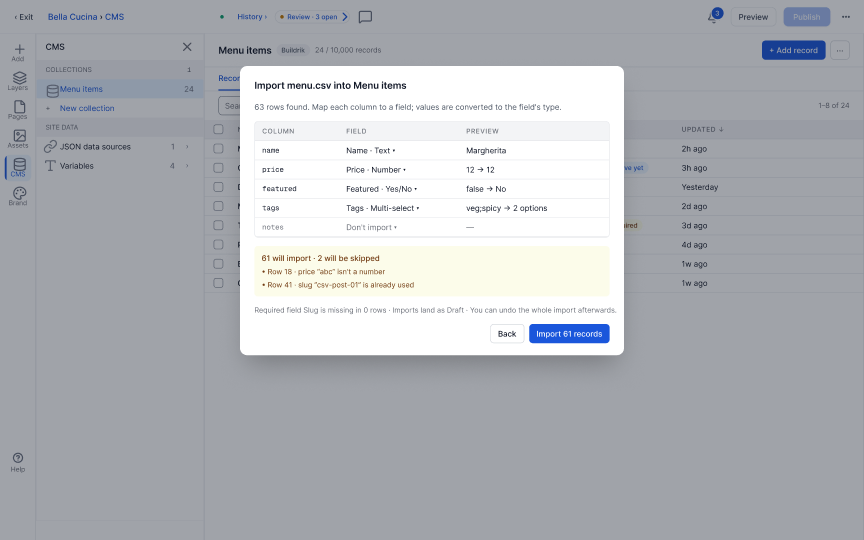 ‹ Exit
Bella Cucina › CMS
History ›
Review · 3 open
3
Preview
Publish
Add
Layers
Pages
Assets
CMS
Brand
Help
CMS
COLLECTIONS 1
Menu items 24
+ New collection
SITE DATA
JSON data sources 1 ›
Variables 4 ›
Menu items Buildrik 24 / 10,000 records
+ Add record
1–8 of 24
UPDATED ↓
2h ago
3h ago
Yesterday
2d ago
3d ago
4d ago
1w ago
1w ago
Import menu.csv into Menu items
63 rows found. Map each column to a field; values are converted to the field's type.
COLUMN FIELD PREVIEW
name Name · Text ▾ Margherita
price Price · Number ▾ 12 → 12
featured Featured · Yes/No ▾ false → No
tags Tags · Multi-select ▾ veg;spicy → 2 options
notes Don't import ▾ —
61 will import · 2 will be skipped
• Row 18 · price "abc" isn't a number
• Row 41 · slug "csv-post-01" is already used
Required field Slug is missing in 0 rows · Imports land as Draft · You can undo the whole import afterwards.
Back
Import 61 records